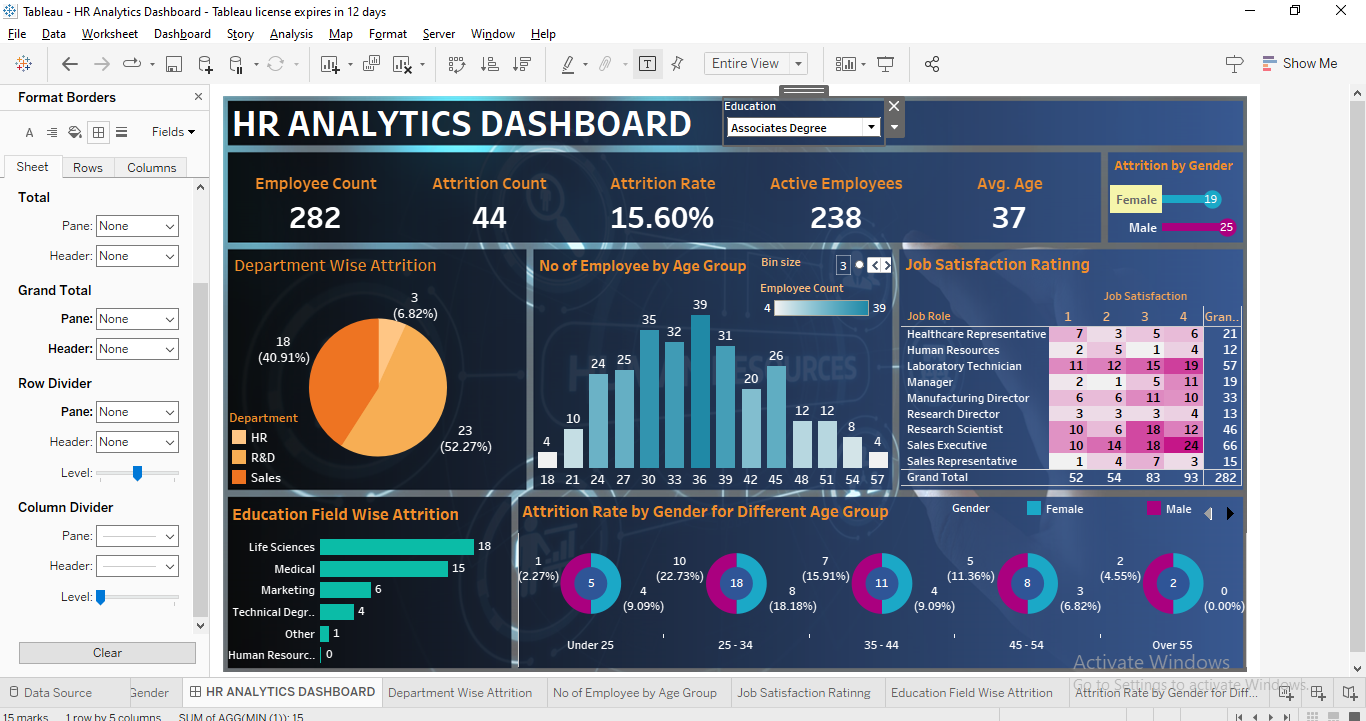 Tableau - HR Analytics Dashboard - Tableau license expires in 12 days
File Data Worksheet Dashboard Story Analysis Map Format Server Window Help
Entire View
Show Me
Format Borders
A
Fields
Sheet Rows Columns
Total
Pane: None
Header: None
Grand Total
Pane: None
Header: None
Row Divider
Pane: None
Header: None
Level:
Column Divider
Pane:
Header:
Level:
Clear
HR ANALYTICS DASHBOARD
Education
Associates Degree
Employee Count
282
Attrition Count
44
Attrition Rate
15.60%
Active Employees
238
Avg. Age
37
Attrition by Gender
Female 19
Male 25
Department Wise Attrition
3
(6.82%)
18
(40.91%)
23
(52.27%)
Department
HR
R&D
Sales
No of Employee by Age Group
Bin size
3
Employee Count
4 39
4 10 24 25 35 32 39 31 20 26 12 12 8 4
18 21 24 27 30 33 36 39 42 45 48 51 54 57
HUMAN RESOURCES
Job Satisfaction Ratinng
Job Satisfaction
Job Role 1 2 3 4 Gran..
Healthcare Representative 7 3 5 6 21
Human Resources 2 5 1 4 12
Laboratory Technician 11 12 15 19 57
Manager 2 1 5 11 19
Manufacturing Director 6 6 11 10 33
Research Director 3 3 3 4 13
Research Scientist 10 6 18 12 46
Sales Executive 10 14 18 24 66
Sales Representative 1 4 7 3 15
Grand Total 52 54 83 93 282
Education Field Wise Attrition
Life Sciences 18
Medical 15
Marketing 6
Technical Degr.. 4
Other 1
Human Resourc.. 0
Attrition Rate by Gender for Different Age Group
Gender Female Male
1
(2.27%)
5
4
(9.09%)
Under 25
10
(22.73%)
18
8
(18.18%)
25 - 34
7
(15.91%)
11
4
(9.09%)
35 - 44
5
(11.36%)
8
3
(6.82%)
45 - 54
2
(4.55%)
2
0
(0.00%)
Over 55
Activate Windows
Go to Settings to activate Windows.
Data Source Gender HR ANALYTICS DASHBOARD Department Wise Attrition No of Employee by Age Group Job Satisfaction Ratinng Education Field Wise Attrition Attrition Rate by Gender for Diff...
15 marks 1 row by 5 columns SUM of AGG(MIN (1)): 15